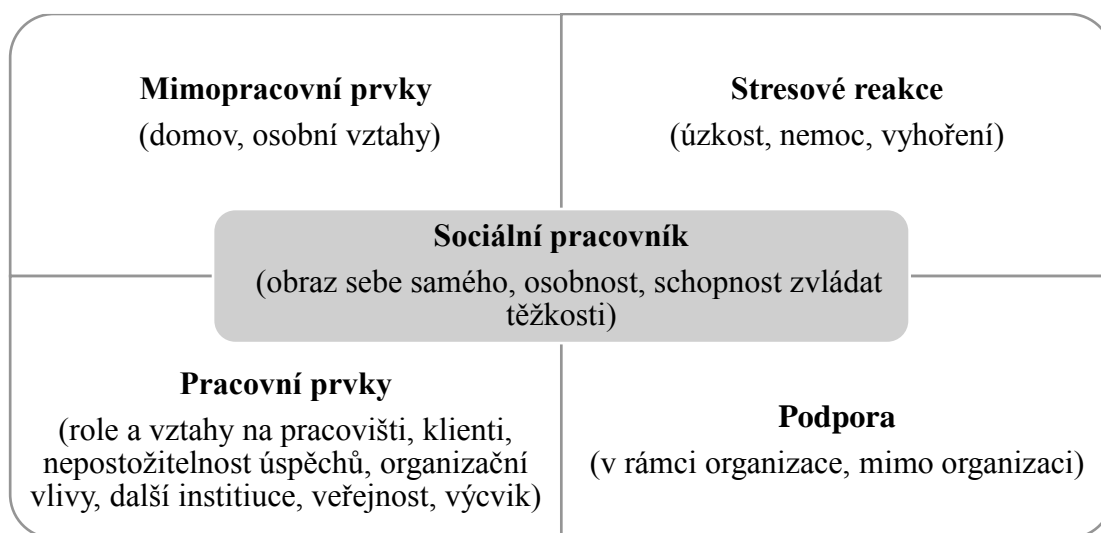 Mimopracovní prvky
(domov, osobní vztahy)
Stresové reakce
(úzkost, nemoc, vyhoření)
Sociální pracovník
(obraz sebe samého, osobnost, schopnost zvládat
těžkosti)
Pracovní prvky
(role a vztahy na pracovišti, klienti,
nepostožitelnost úspěchů, organizační
vlivy, další institiuce, veřejnost, výcvik)
Podpora
(v rámci organizace, mimo organizaci)